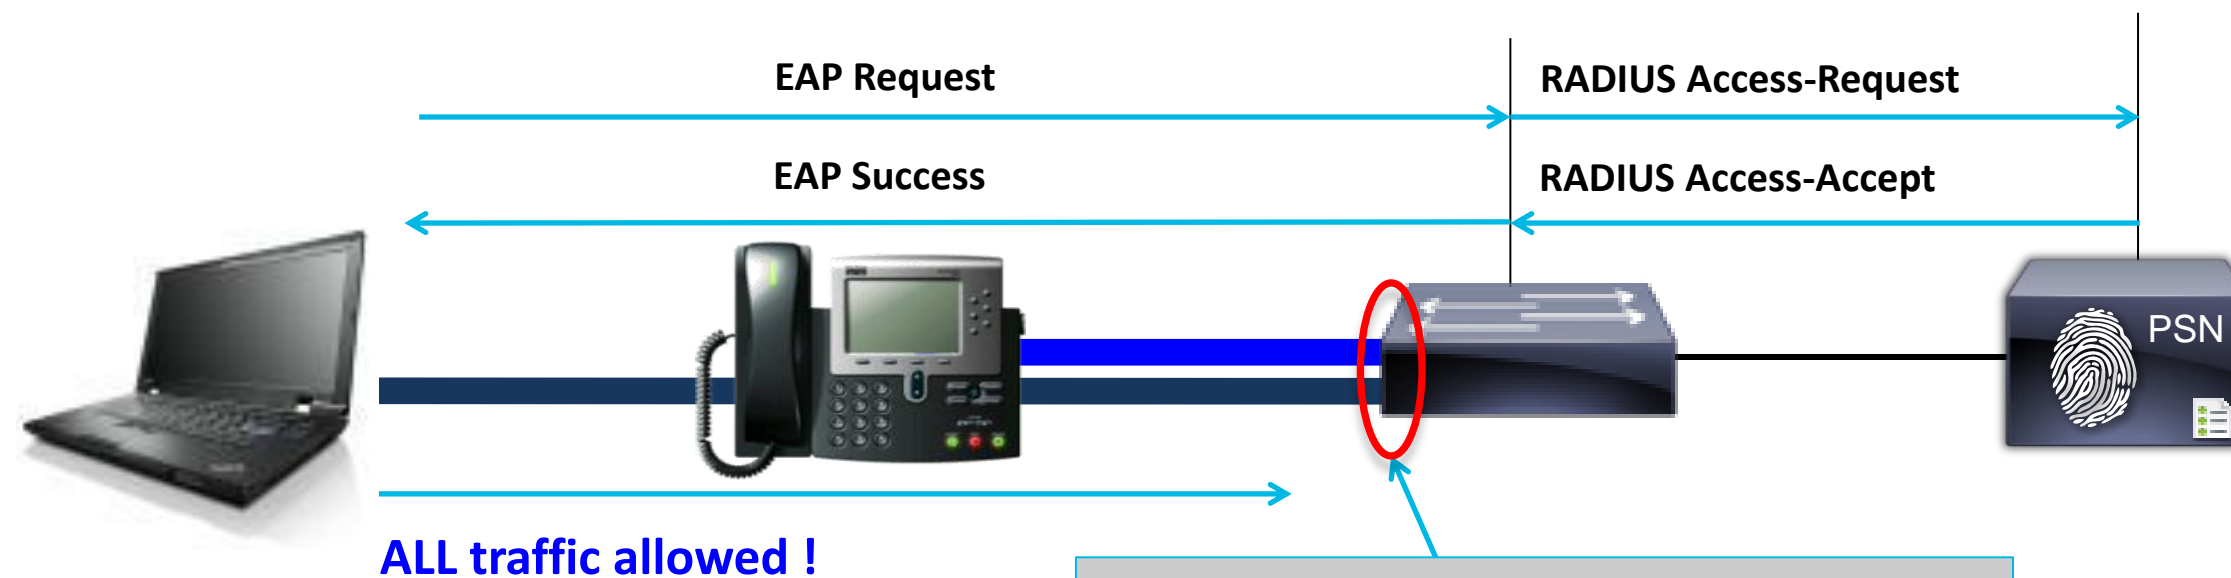 EAP Request
RADIUS Access-Request
EAP Success
RADIUS Access-Accept
PSN
ALL traffic allowed !